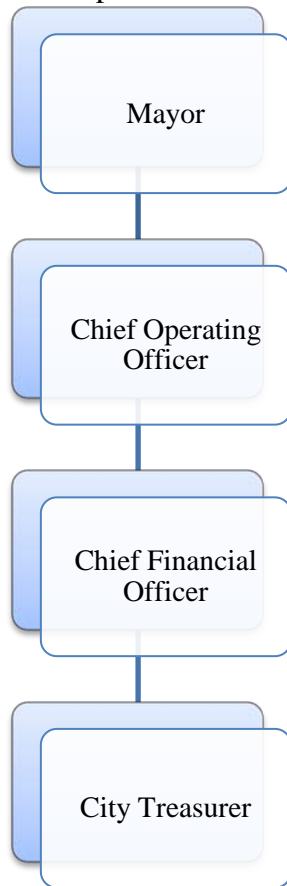 Mayor
Chief Operating
Officer
Chief Financial
Officer
City Treasurer